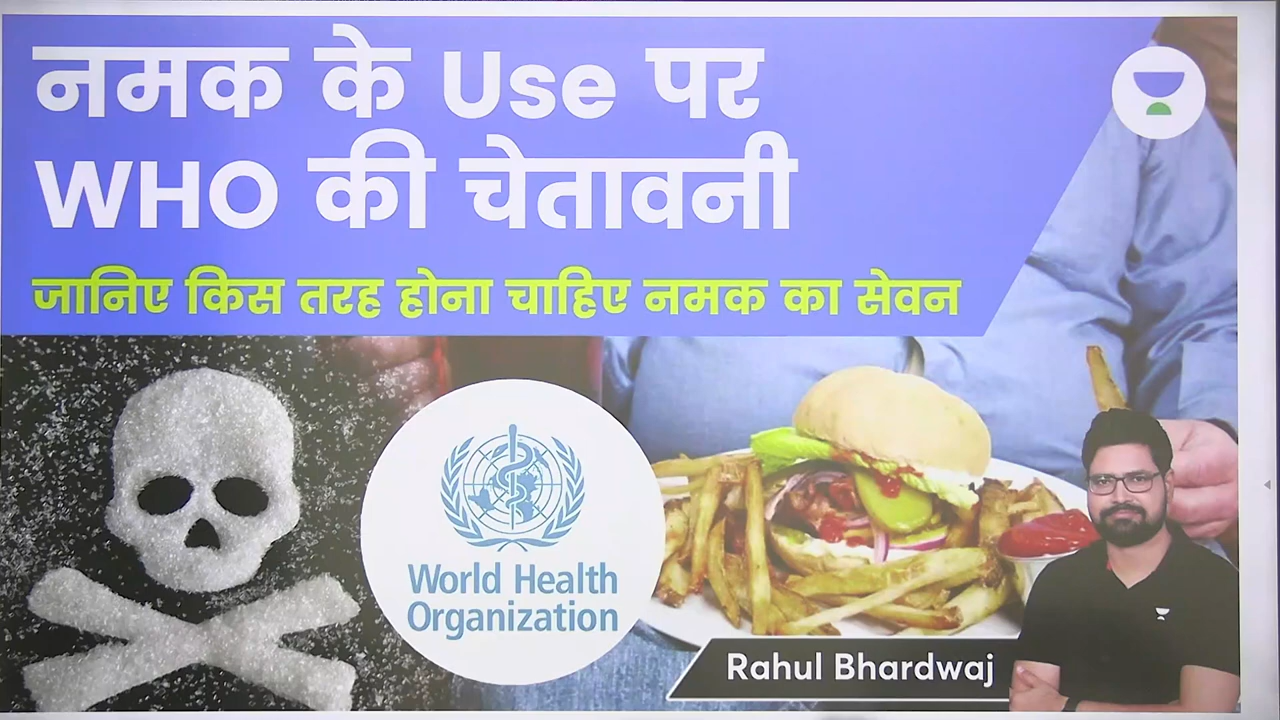 नमक के Use पर
WHO की चेतावनी
जानिए किस तरह होना चाहिए नमक का सेवन
World Health
Organization
Rahul Bhardwaj